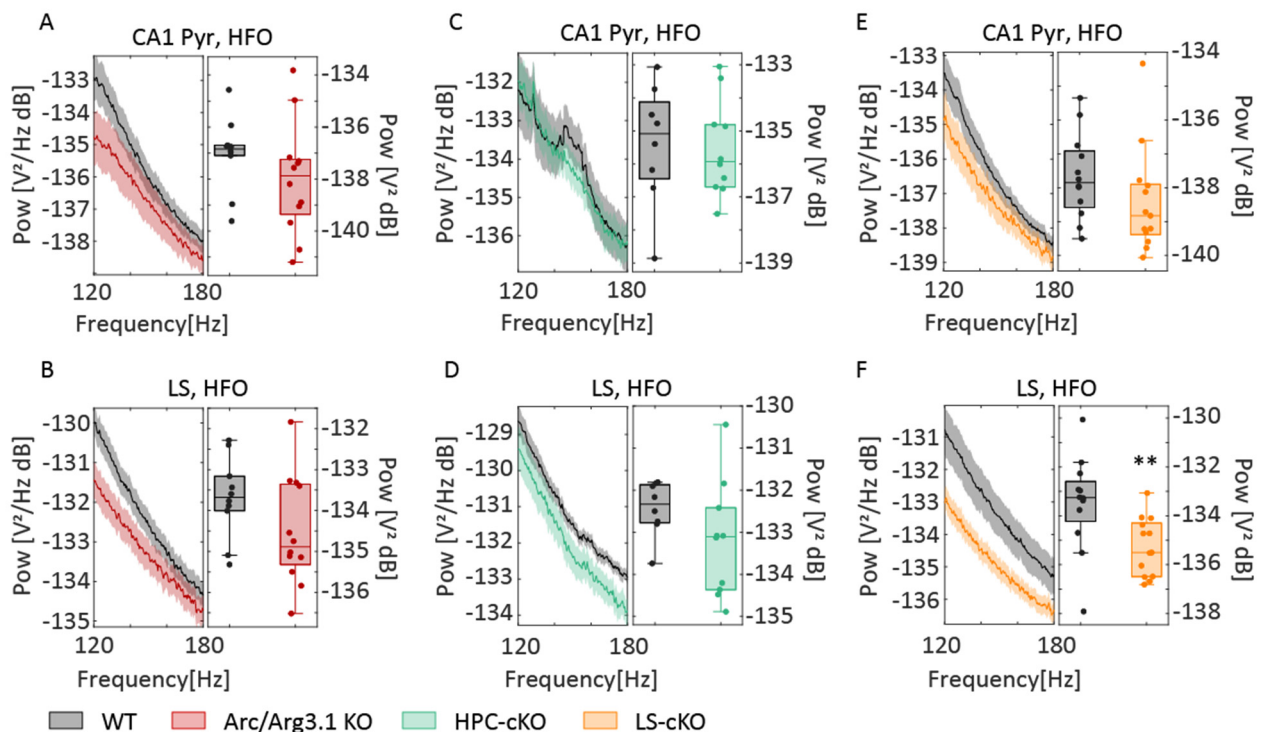 A
CA1 Pyr, HFO
Pow [V²/Hz dB]
-133
-134
-135
-136
-137
-138
120
180
Frequency[Hz]
-134
-136
-138
-140
Pow [V² dB]
C
CA1 Pyr, HFO
Pow [V²/Hz dB]
-132
-133
-134
-135
-136
120
180
Frequency[Hz]
-133
-135
-137
-139
Pow [V² dB]
E
CA1 Pyr, HFO
Pow [V²/Hz dB]
-133
-134
-135
-136
-137
-138
-139
120
180
Frequency[Hz]
-134
-136
-138
-140
Pow [V² dB]
B
LS, HFO
Pow [V²/Hz dB]
-130
-131
-132
-133
-134
-135
120
180
Frequency[Hz]
-132
-133
-134
-135
-136
Pow [V² dB]
D
LS, HFO
Pow [V²/Hz dB]
-129
-130
-131
-132
-133
-134
120
180
Frequency[Hz]
-130
-131
-132
-133
-134
-135
Pow [V² dB]
F
LS, HFO
Pow [V²/Hz dB]
-131
-132
-133
-134
-135
-136
120
180
Frequency[Hz]
**
-130
-132
-134
-136
-138
Pow [V² dB]
WT
Arc/Arg3.1 KO
HPC-cKO
LS-cKO